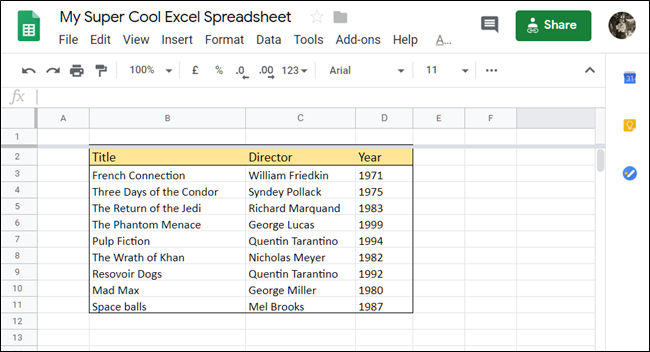 My Super Cool Excel Spreadsheet
File Edit View Insert Format Data Tools Add-ons Help A...
Share
100% £ % .0 .00 123 Arial 11
fx
A B C D E F
1
2 Title Director Year
3 French Connection William Friedkin 1971
4 Three Days of the Condor Syndey Pollack 1975
5 The Return of the Jedi Richard Marquand 1983
6 The Phantom Menace George Lucas 1999
7 Pulp Fiction Quentin Tarantino 1994
8 The Wrath of Khan Nicholas Meyer 1982
9 Resovoir Dogs Quentin Tarantino 1992
10 Mad Max George Miller 1980
11 Space balls Mel Brooks 1987
12
13
31